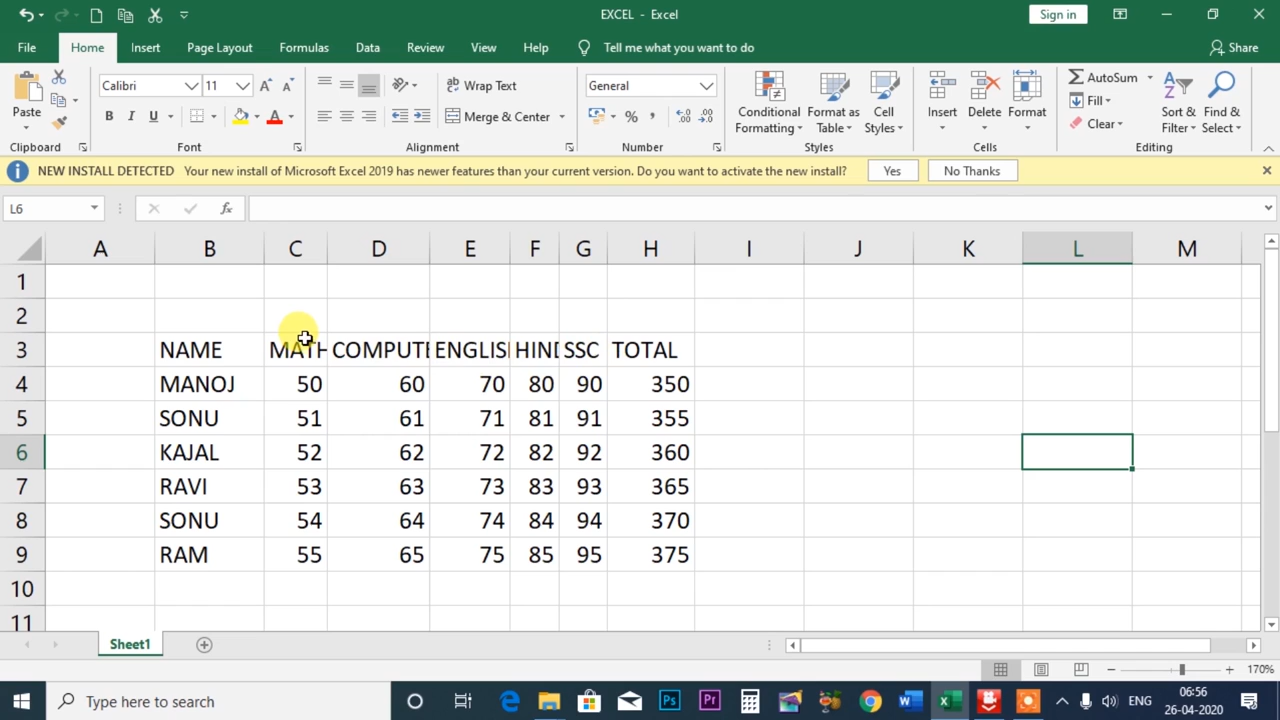 EXCEL - Excel
Sign in
File Home Insert Page Layout Formulas Data Review View Help Tell me what you want to do Share
Calibri 11 Wrap Text General AutoSum
Paste Merge & Center Conditional Formatting Format as Table Cell Styles Insert Delete Format Fill Clear Sort & Filter Find & Select
Clipboard Font Alignment Number Styles Cells Editing
NEW INSTALL DETECTED Your new install of Microsoft Excel 2019 has newer features than your current version. Do you want to activate the new install? Yes No Thanks
L6 fx
A B C D E F G H I J K L M
1
2
3 NAME MATH COMPUTE ENGLIS HIND SSC TOTAL
4 MANOJ 50 60 70 80 90 350
5 SONU 51 61 71 81 91 355
6 KAJAL 52 62 72 82 92 360
7 RAVI 53 63 73 83 93 365
8 SONU 54 64 74 84 94 370
9 RAM 55 65 75 85 95 375
10
11
Sheet1
170%
Type here to search ENG 06:56
26-04-2020